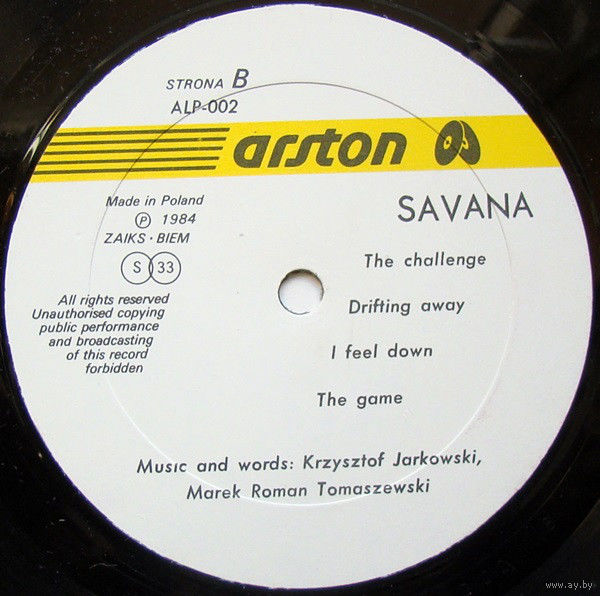 STRONA B
ALP-002
arston
Made in Poland
Ⓟ 1984
ZAIKS · BIEM
S 33
All rights reserved
Unauthorised copying
public performance
and broadcasting
of this record
forbidden
SAVANA
The challenge
Drifting away
I feel down
The game
Music and words: Krzysztof Jarkowski,
Marek Roman Tomaszewski
www.ay.by